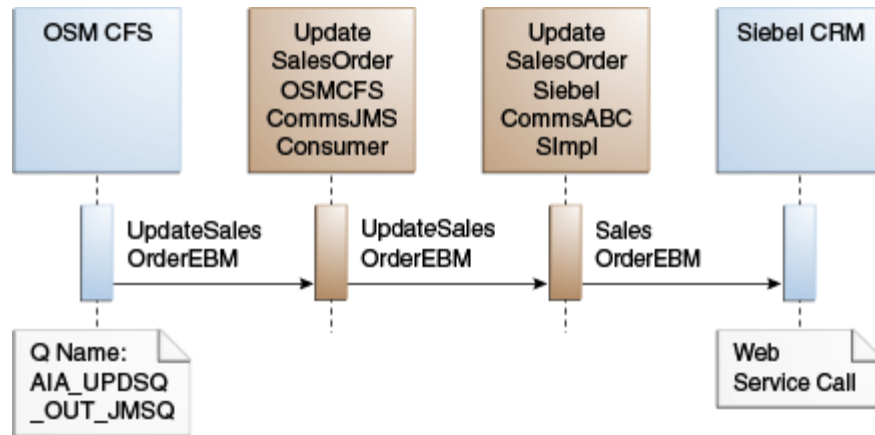 OSM CFS
Update
SalesOrder
OSMCFS
CommsJMS
Consumer
Update
SalesOrder
Siebel
CommsABC
SImpl
Siebel CRM
UpdateSales
OrderEBM
UpdateSales
OrderEBM
Sales
OrderEBM
Q Name:
AIA_UPDSQ
_OUT_JMSQ
Web
Service Call